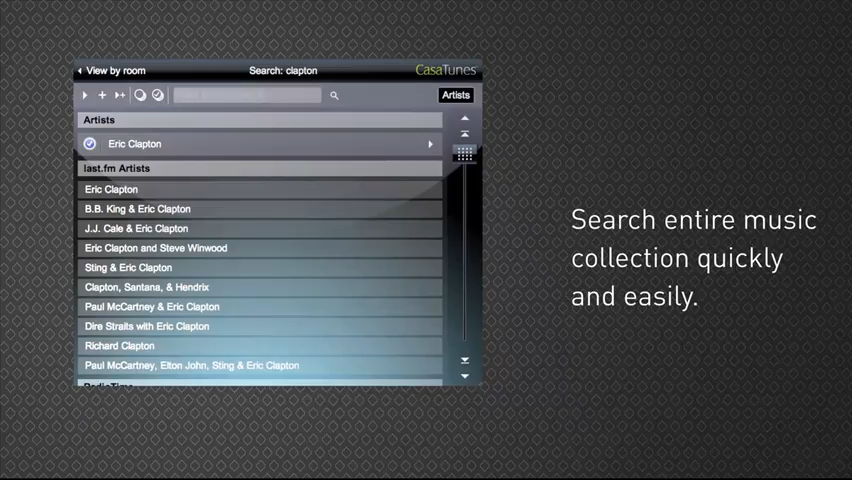 View by room
Search: clapton
CasaTunes
Artists
Artists
Eric Clapton
last.fm Artists
Eric Clapton
B.B. King & Eric Clapton
J.J. Cale & Eric Clapton
Eric Clapton and Steve Winwood
Sting & Eric Clapton
Clapton, Santana, & Hendrix
Paul McCartney & Eric Clapton
Dire Straits with Eric Clapton
Richard Clapton
Paul McCartney, Elton John, Sting & Eric Clapton
RadioTime
Search entire music
collection quickly
and easily.